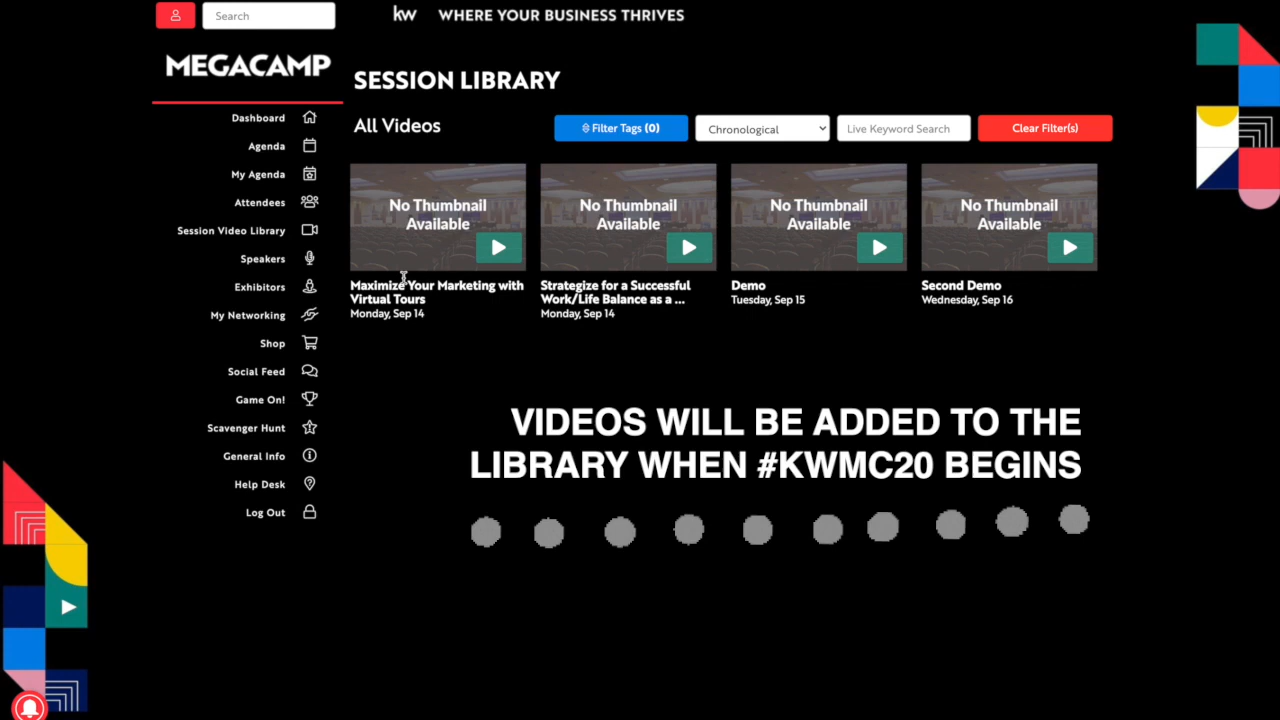 Search
kw WHERE YOUR BUSINESS THRIVES
MEGACAMP
SESSION LIBRARY
Dashboard
Agenda
My Agenda
Attendees
Session Video Library
Speakers
Exhibitors
My Networking
Shop
Social Feed
Game On!
Scavenger Hunt
General Info
Help Desk
Log Out
All Videos
Filter Tags (0)
Chronological
Live Keyword Search
Clear Filter(s)
No Thumbnail
Available
Maximize Your Marketing with
Virtual Tours
Monday, Sep 14
No Thumbnail
Available
Strategize for a Successful
Work/Life Balance as a ...
Monday, Sep 14
No Thumbnail
Available
Demo
Tuesday, Sep 15
No Thumbnail
Available
Second Demo
Wednesday, Sep 16
VIDEOS WILL BE ADDED TO THE
LIBRARY WHEN #KWMC20 BEGINS